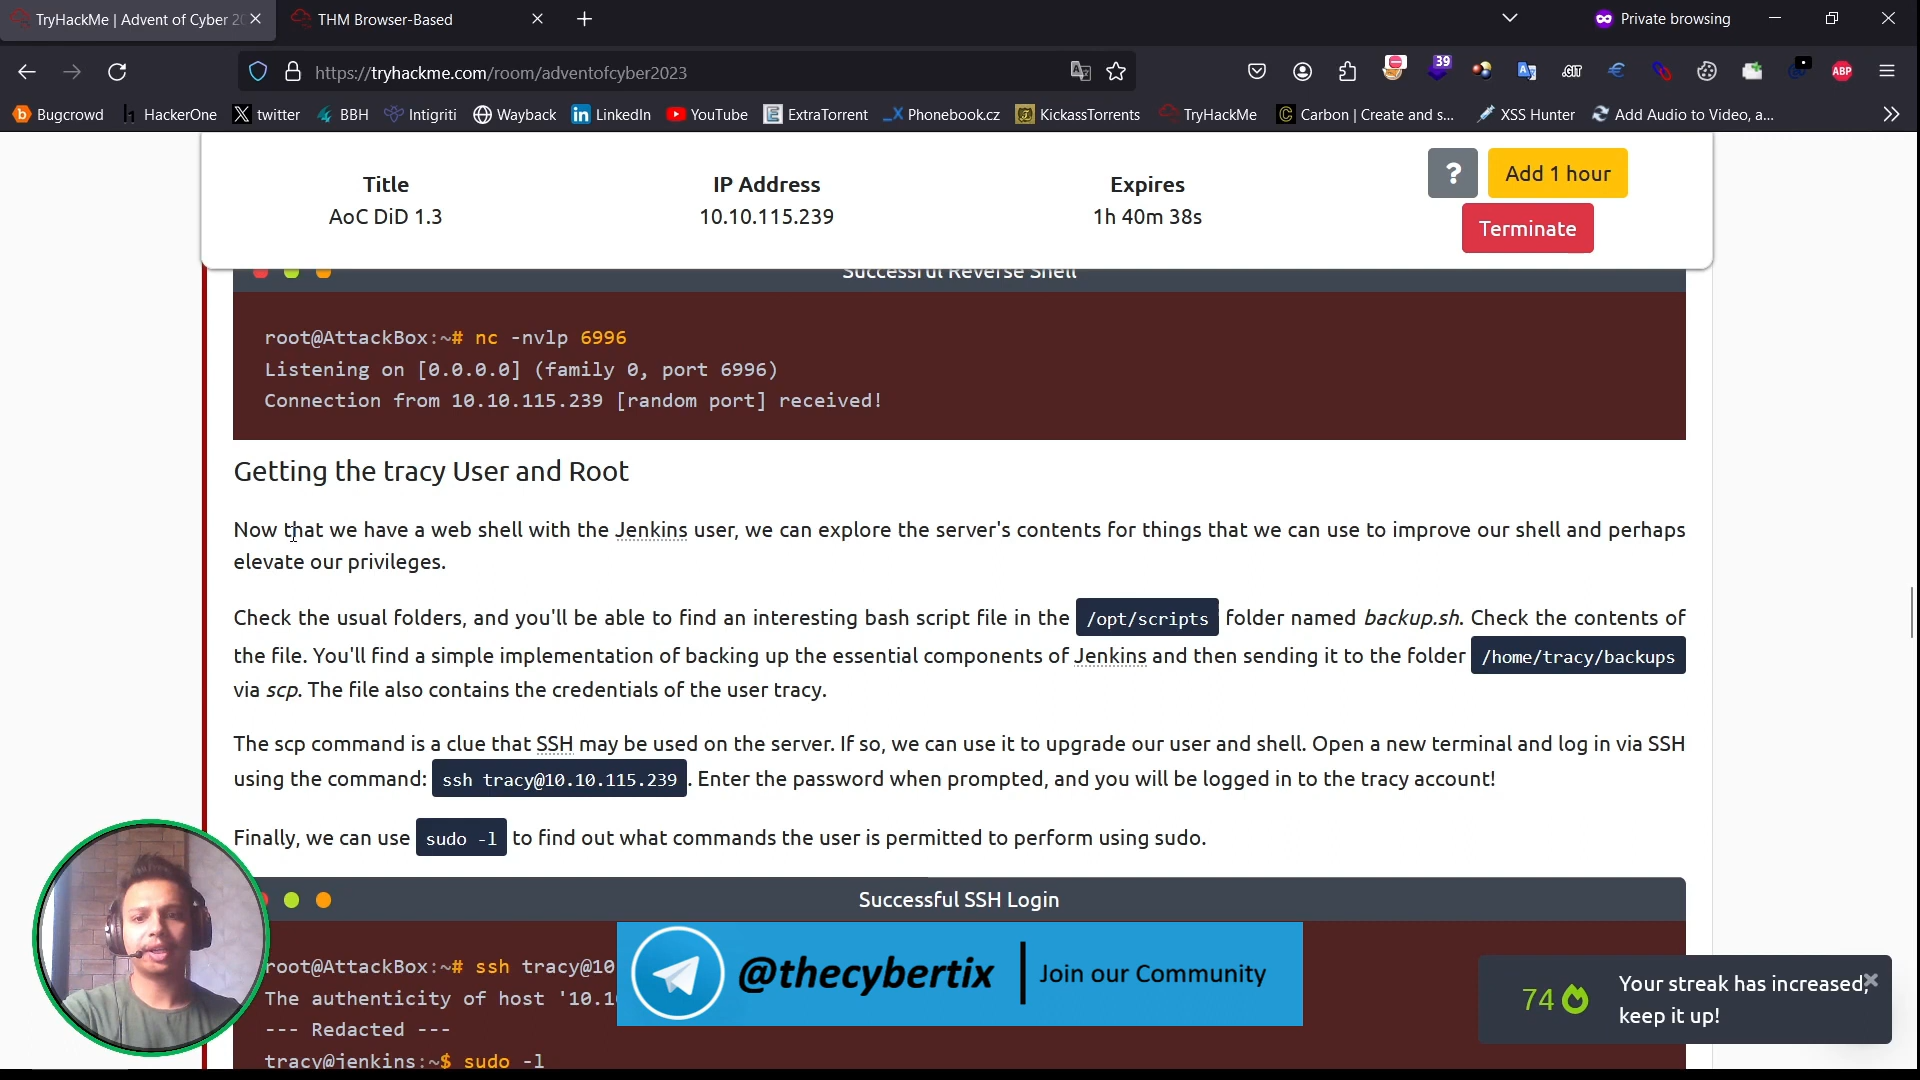 TryHackMe | Advent of Cyber 20
THM Browser-Based
Private browsing
https://tryhackme.com/room/adventofcyber2023
39
.GIT
ABP
Bugcrowd
HackerOne
twitter
BBH
Intigriti
Wayback
LinkedIn
YouTube
ExtraTorrent
Phonebook.cz
KickassTorrents
TryHackMe
Carbon | Create and s...
XSS Hunter
Add Audio to Video, a...
Title
IP Address
Expires
AoC DiD 1.3
10.10.115.239
1h 40m 38s
?
Add 1 hour
Terminate
Successful Reverse Shell
root@AttackBox:~# nc -nvlp 6996
Listening on [0.0.0.0] (family 0, port 6996)
Connection from 10.10.115.239 [random port] received!
Getting the tracy User and Root
Now that we have a web shell with the Jenkins user, we can explore the server's contents for things that we can use to improve our shell and perhaps
elevate our privileges.
Check the usual folders, and you'll be able to find an interesting bash script file in the /opt/scripts folder named backup.sh. Check the contents of
the file. You'll find a simple implementation of backing up the essential components of Jenkins and then sending it to the folder /home/tracy/backups
via scp. The file also contains the credentials of the user tracy.
The scp command is a clue that SSH may be used on the server. If so, we can use it to upgrade our user and shell. Open a new terminal and log in via SSH
using the command: ssh tracy@10.10.115.239. Enter the password when prompted, and you will be logged in to the tracy account!
Finally, we can use sudo -l to find out what commands the user is permitted to perform using sudo.
Successful SSH Login
root@AttackBox:~# ssh tracy@10
The authenticity of host '10.1
--- Redacted ---
tracy@jenkins:~$ sudo -l
@thecybertix | Join our Community
74
Your streak has increased,
keep it up!